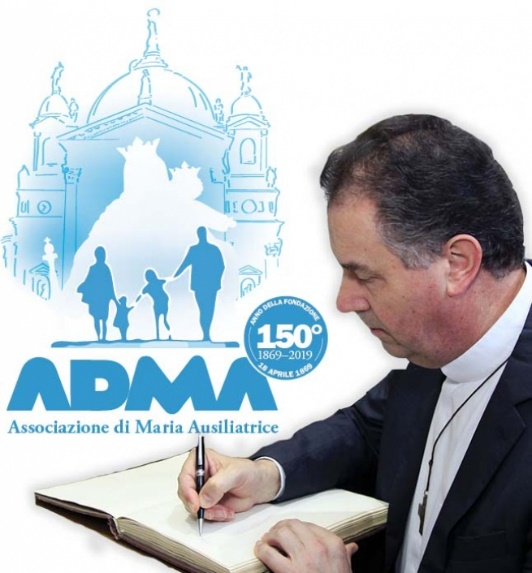 ANNO DELLA FONDAZIONE
150°
1869–2019
18 APRILE 1869
ADMA
Associazione di Maria Ausiliatrice